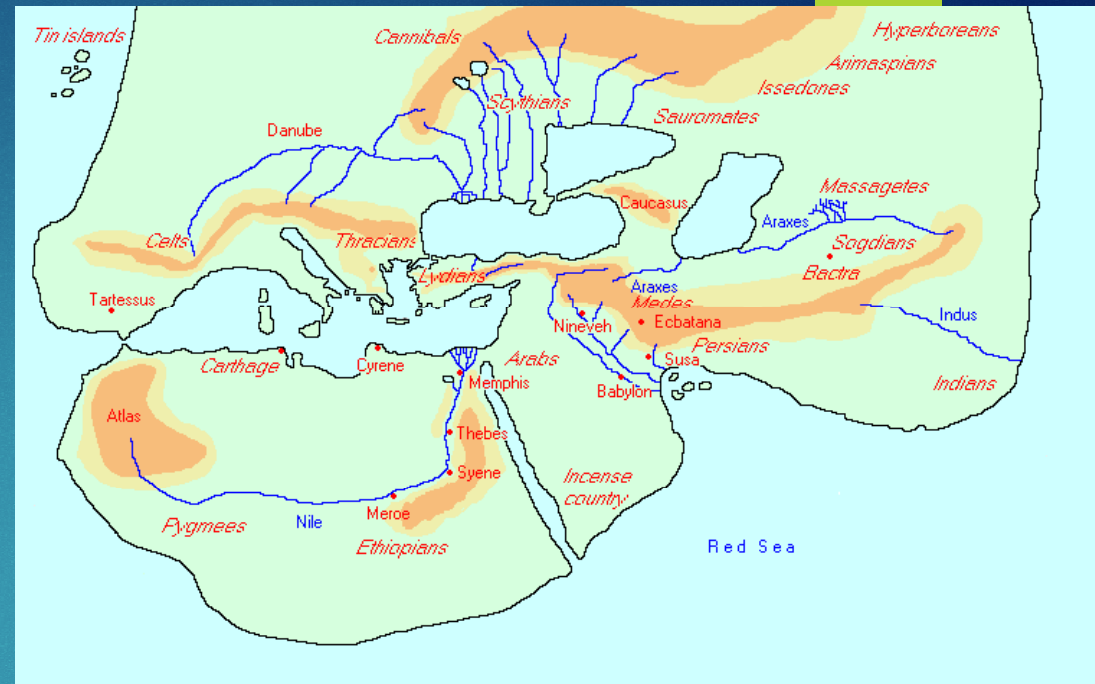 Tin islands
Cannibals
Hyperboreans
Arimaspians
Issedones
Scythians
Sauromates
Danube
Massagetes
Caucasus
Araxes
Celts
Thracians
Sogdians
Lydians
Bactra
Araxes
Medes
Tartessus
Nineveh
Ecbatana
Indus
Persians
Susa
Carthage
Cyrene
Arabs
Memphis
Babylon
Indians
Atlas
Thebes
Syene
Incense
country
Meroe
Pygmees
Nile
Ethiopians
Red Sea